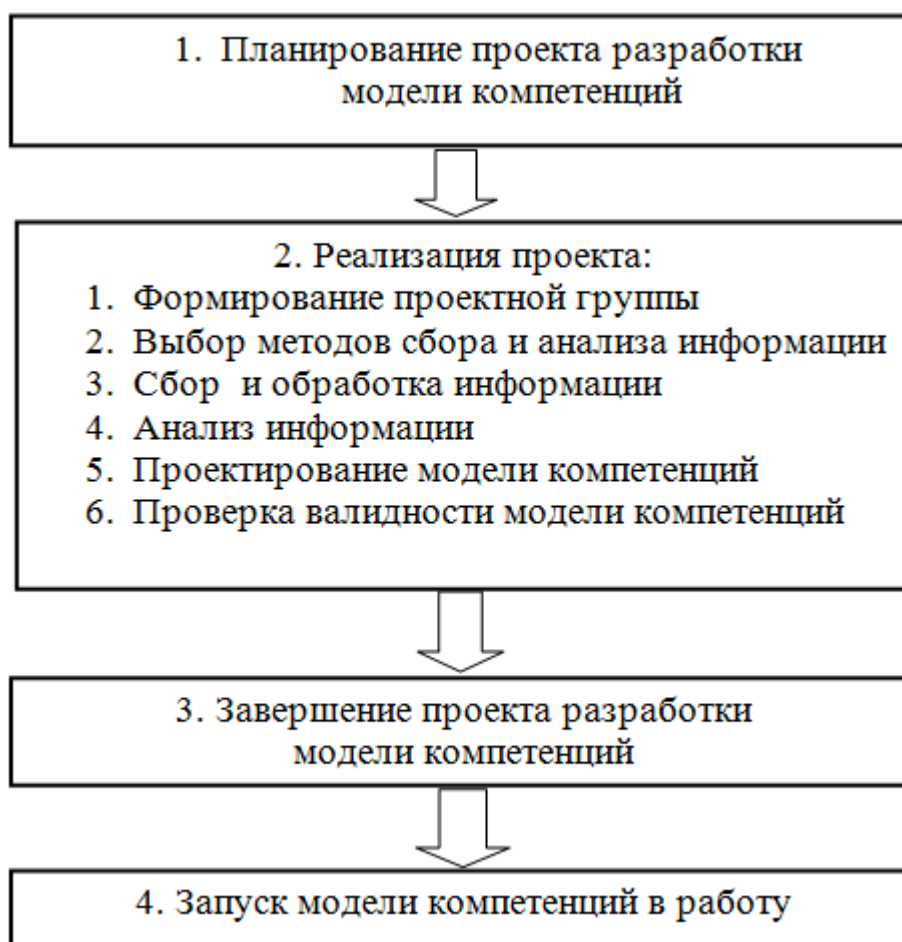 1. Планирование проекта разработки
модели компетенций
2. Реализация проекта:
1. Формирование проектной группы
2. Выбор методов сбора и анализа информации
3. Сбор и обработка информации
4. Анализ информации
5. Проектирование модели компетенций
6. Проверка валидности модели компетенций
3. Завершение проекта разработки
модели компетенций
4. Запуск модели компетенций в работу